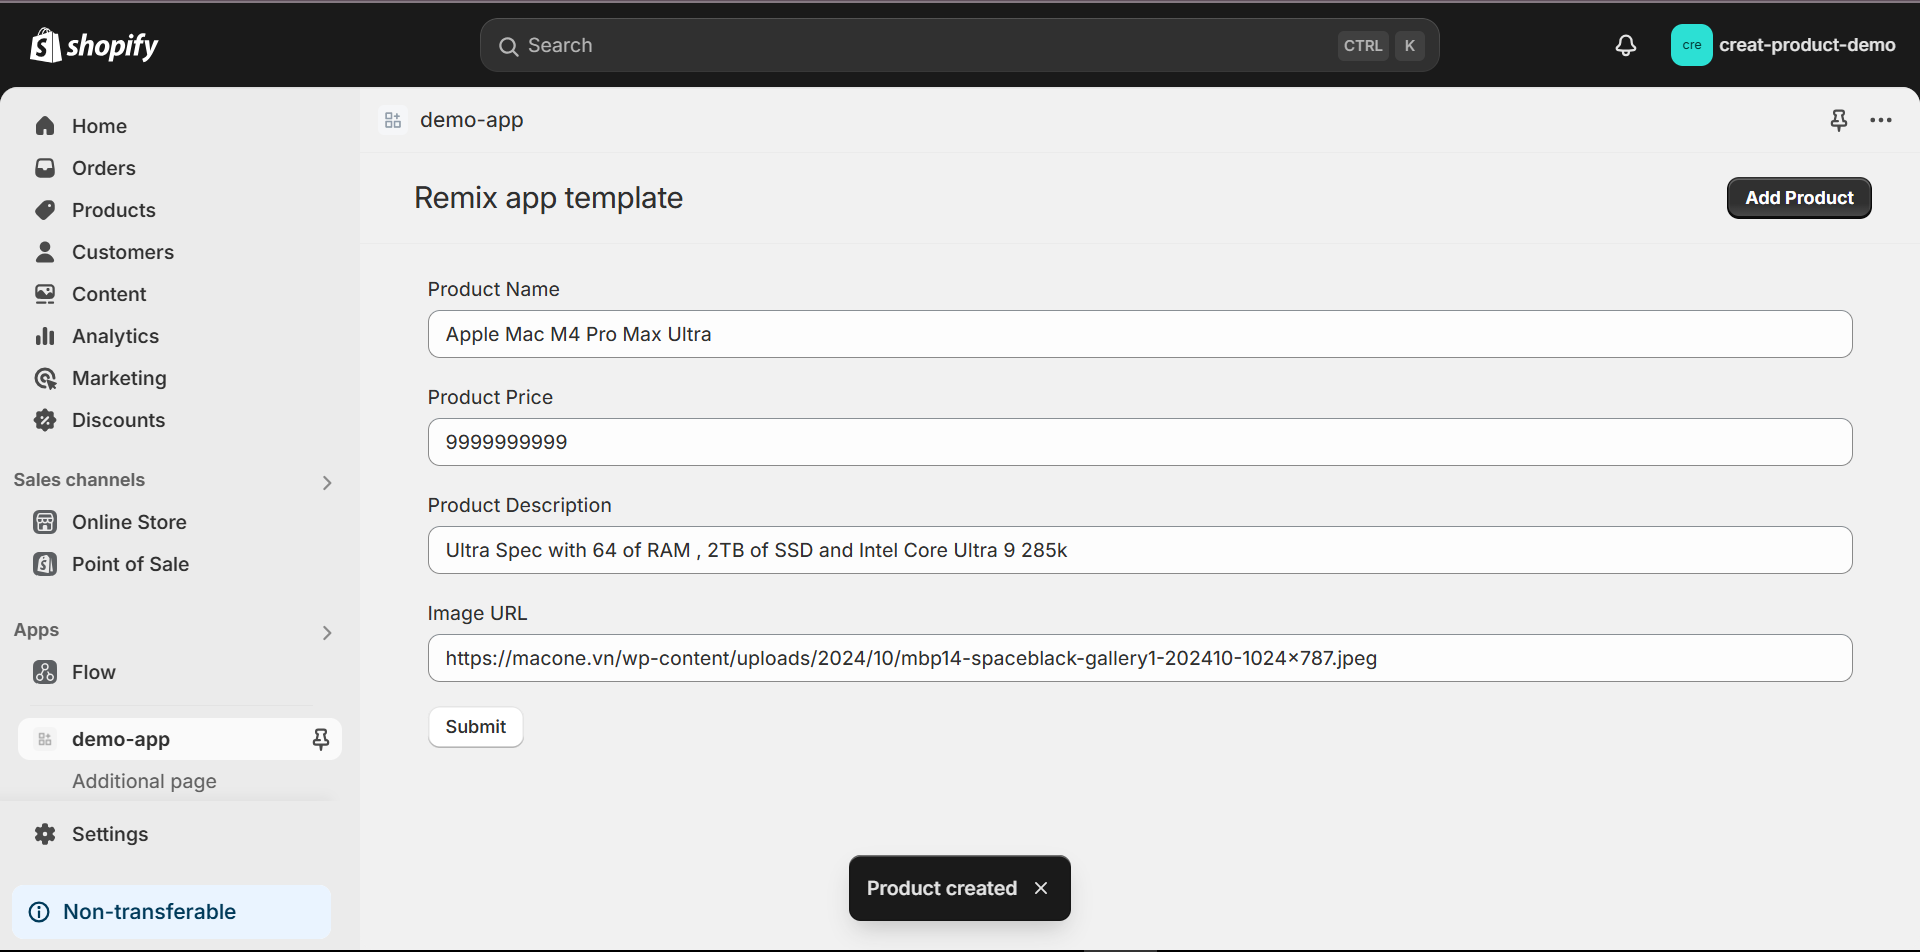 shopify
Search
CTRL K
cre
creat-product-demo
Home
Orders
Products
Customers
Content
Analytics
Marketing
Discounts
Sales channels
Online Store
Point of Sale
Apps
Flow
demo-app
Additional page
Settings
Non-transferable
demo-app
Remix app template
Add Product
Product Name
Apple Mac M4 Pro Max Ultra
Product Price
9999999999
Product Description
Ultra Spec with 64 of RAM , 2TB of SSD and Intel Core Ultra 9 285k
Image URL
https://macone.vn/wp-content/uploads/2024/10/mbp14-spaceblack-gallery1-202410-1024×787.jpeg
Submit
Product created